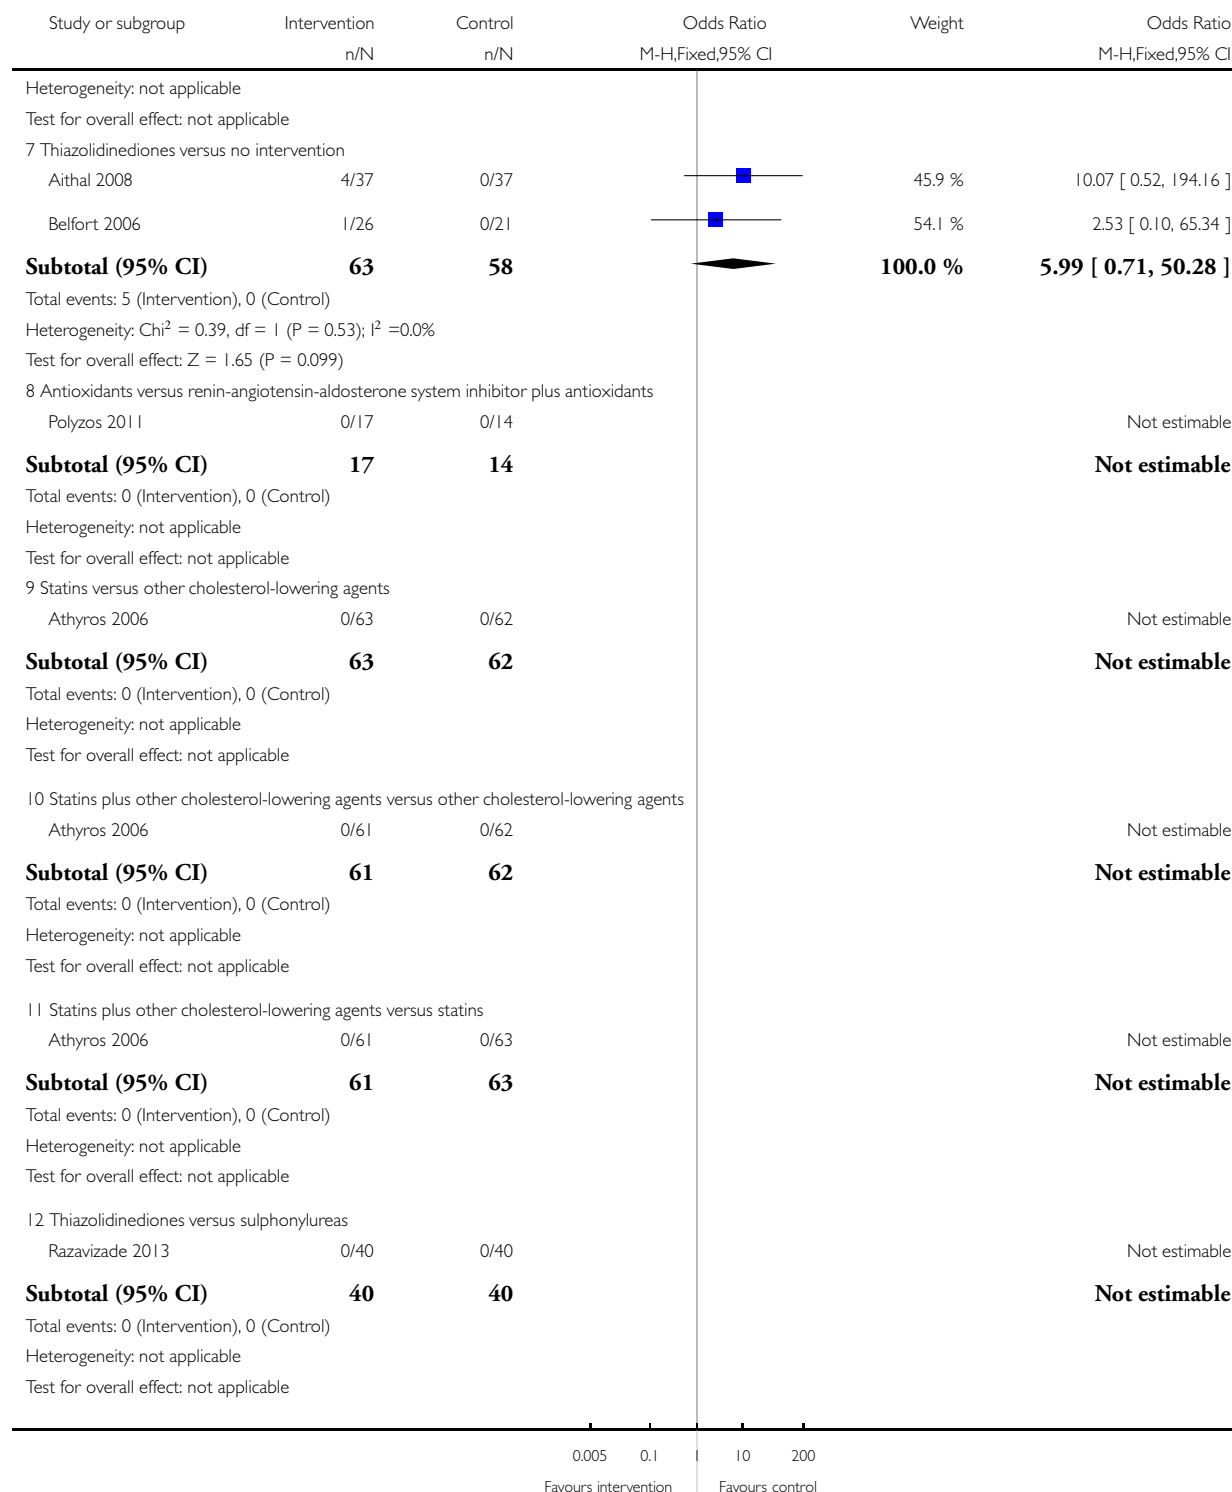 Study or subgroup Intervention Control Odds Ratio Weight Odds Ratio
n/N n/N M-H,Fixed,95% CI M-H,Fixed,95% CI
Heterogeneity: not applicable
Test for overall effect: not applicable
7 Thiazolidinediones versus no intervention
Aithal 2008 4/37 0/37 45.9 % 10.07 [ 0.52, 194.16 ]
Belfort 2006 1/26 0/21 54.1 % 2.53 [ 0.10, 65.34 ]
Subtotal (95% CI) 63 58 100.0 % 5.99 [ 0.71, 50.28 ]
Total events: 5 (Intervention), 0 (Control)
Heterogeneity: Chi² = 0.39, df = 1 (P = 0.53); I² =0.0%
Test for overall effect: Z = 1.65 (P = 0.099)
8 Antioxidants versus renin-angiotensin-aldosterone system inhibitor plus antioxidants
Polyzos 2011 0/17 0/14 Not estimable
Subtotal (95% CI) 17 14 Not estimable
Total events: 0 (Intervention), 0 (Control)
Heterogeneity: not applicable
Test for overall effect: not applicable
9 Statins versus other cholesterol-lowering agents
Athyros 2006 0/63 0/62 Not estimable
Subtotal (95% CI) 63 62 Not estimable
Total events: 0 (Intervention), 0 (Control)
Heterogeneity: not applicable
Test for overall effect: not applicable
10 Statins plus other cholesterol-lowering agents versus other cholesterol-lowering agents
Athyros 2006 0/61 0/62 Not estimable
Subtotal (95% CI) 61 62 Not estimable
Total events: 0 (Intervention), 0 (Control)
Heterogeneity: not applicable
Test for overall effect: not applicable
11 Statins plus other cholesterol-lowering agents versus statins
Athyros 2006 0/61 0/63 Not estimable
Subtotal (95% CI) 61 63 Not estimable
Total events: 0 (Intervention), 0 (Control)
Heterogeneity: not applicable
Test for overall effect: not applicable
12 Thiazolidinediones versus sulphonylureas
Razavizade 2013 0/40 0/40 Not estimable
Subtotal (95% CI) 40 40 Not estimable
Total events: 0 (Intervention), 0 (Control)
Heterogeneity: not applicable
Test for overall effect: not applicable
0.005 0.1 1 10 200
Favours intervention Favours control